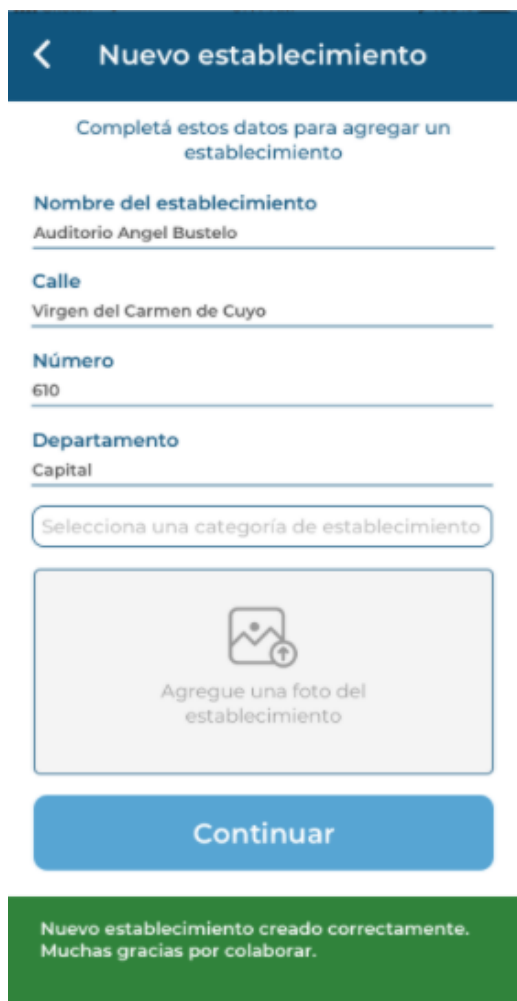 Nuevo establecimiento
Completá estos datos para agregar un
establecimiento
Nombre del establecimiento
Auditorio Angel Bustelo
Calle
Virgen del Carmen de Cuyo
Número
610
Departamento
Capital
Selecciona una categoría de establecimiento
Agregue una foto del
establecimiento
Continuar
Nuevo establecimiento creado correctamente.
Muchas gracias por colaborar.